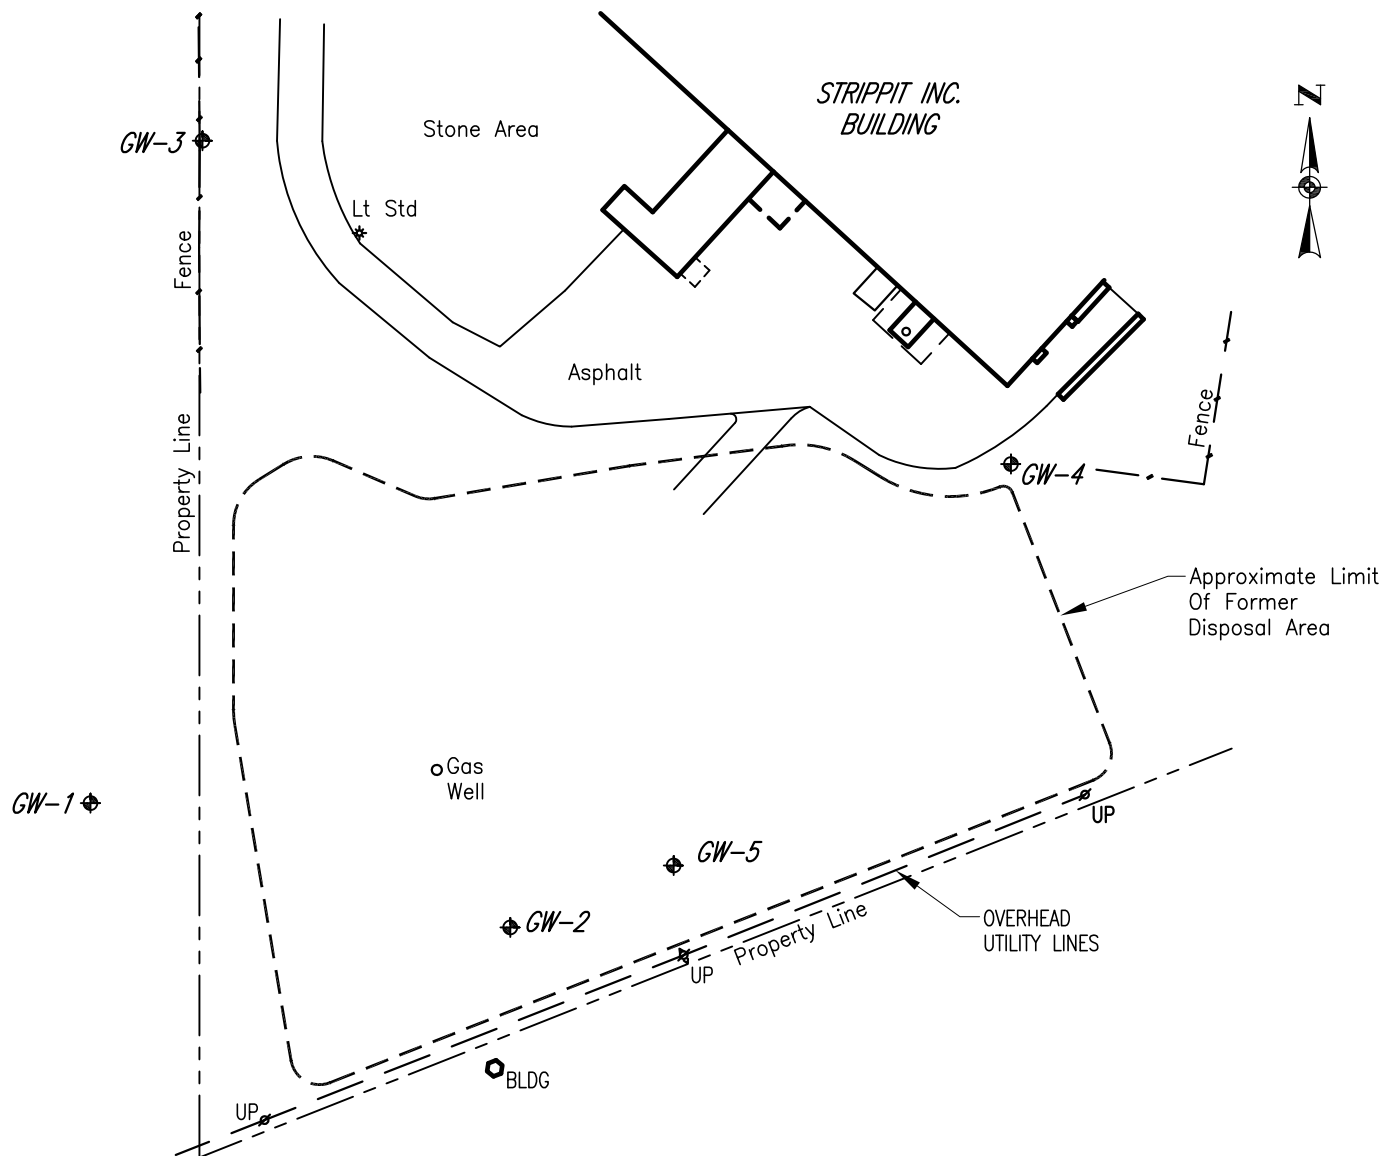 STRIPPIT INC.
BUILDING
N
Stone Area
GW-3
Lt Std
Fence
Asphalt
Fence
Property Line
GW-4
Approximate Limit
Of Former
Disposal Area
Gas
Well
GW-1
UP
GW-5
GW-2
Property Line
OVERHEAD
UTILITY LINES
UP
BLDG
UP